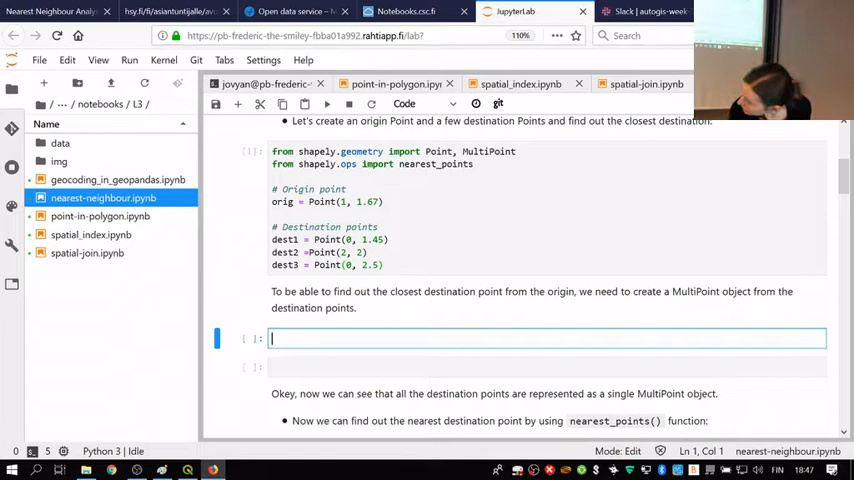 Nearest Neighbour Analy
hsy.fi/fi/asiantuntijalle/avo
Open data service – M
Notebooks.csc.fi
JupyterLab
Slack | autogis-week-
https://pb-frederic-the-smiley-fbba01a992.rahtiapp.fi/lab?
110%
Search
File Edit View Run Kernel Git Tabs Settings Help
jovyan@pb-frederic-
point-in-polygon.ipyn
spatial_index.ipynb
spatial-join.ipynb
Code
git
/ ... / notebooks / L3 /
Name
data
img
geocoding_in_geopandas.ipynb
nearest-neighbour.ipynb
point-in-polygon.ipynb
spatial_index.ipynb
spatial-join.ipynb
• Let's create an origin Point and a few destination Points and find out the closest destination:
[1]: from shapely.geometry import Point, MultiPoint
from shapely.ops import nearest_points
# Origin point
orig = Point(1, 1.67)
# Destination points
dest1 = Point(0, 1.45)
dest2 =Point(2, 2)
dest3 = Point(0, 2.5)
To be able to find out the closest destination point from the origin, we need to create a MultiPoint object from the
destination points.
[ ]:
[ ]:
Okey, now we can see that all the destination points are represented as a single MultiPoint object.
• Now we can find out the nearest destination point by using nearest_points() function:
0 5 Python 3 | Idle
Mode: Edit Ln 1, Col 1 nearest-neighbour.ipynb
FIN 18:47